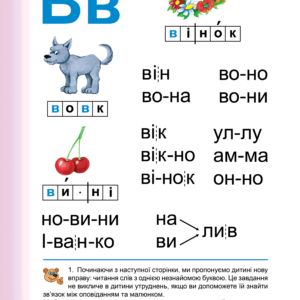 Вв
вінок
вовк
він во-но
во-на во-ни
вік ул-лу
вік-но ам-ма
ві-нок он-но
ви·ні
но-ви-ни на лив
І-ван-ко ви
1. Починаючи з наступної сторінки, ми пропонуємо дитині нову
вправу: читання слів з однією незнайомою буквою. Це завдання
не викличе в дитини утруднень, якщо ви допоможете їй знайти
зв'язок між оповіданням та малюнком.